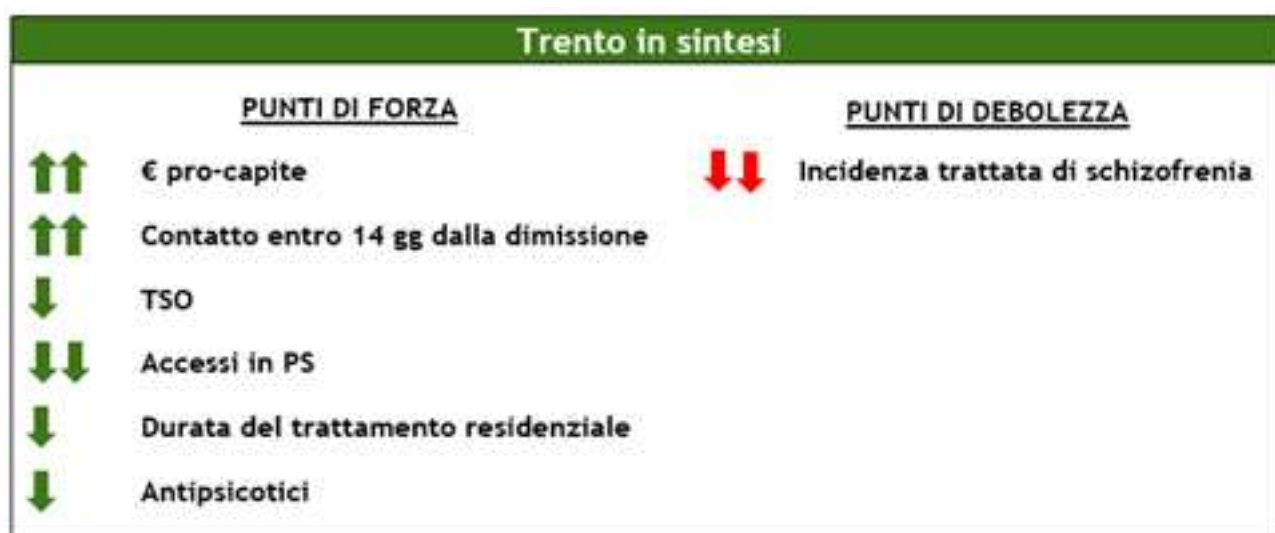 Trento in sintesi
PUNTI DI FORZA
€ pro-capite
Contatto entro 14 gg dalla dimissione
TSO
Accessi in PS
Durata del trattamento residenziale
Antipsicotici
PUNTI DI DEBOLEZZA
Incidenza trattata di schizofrenia